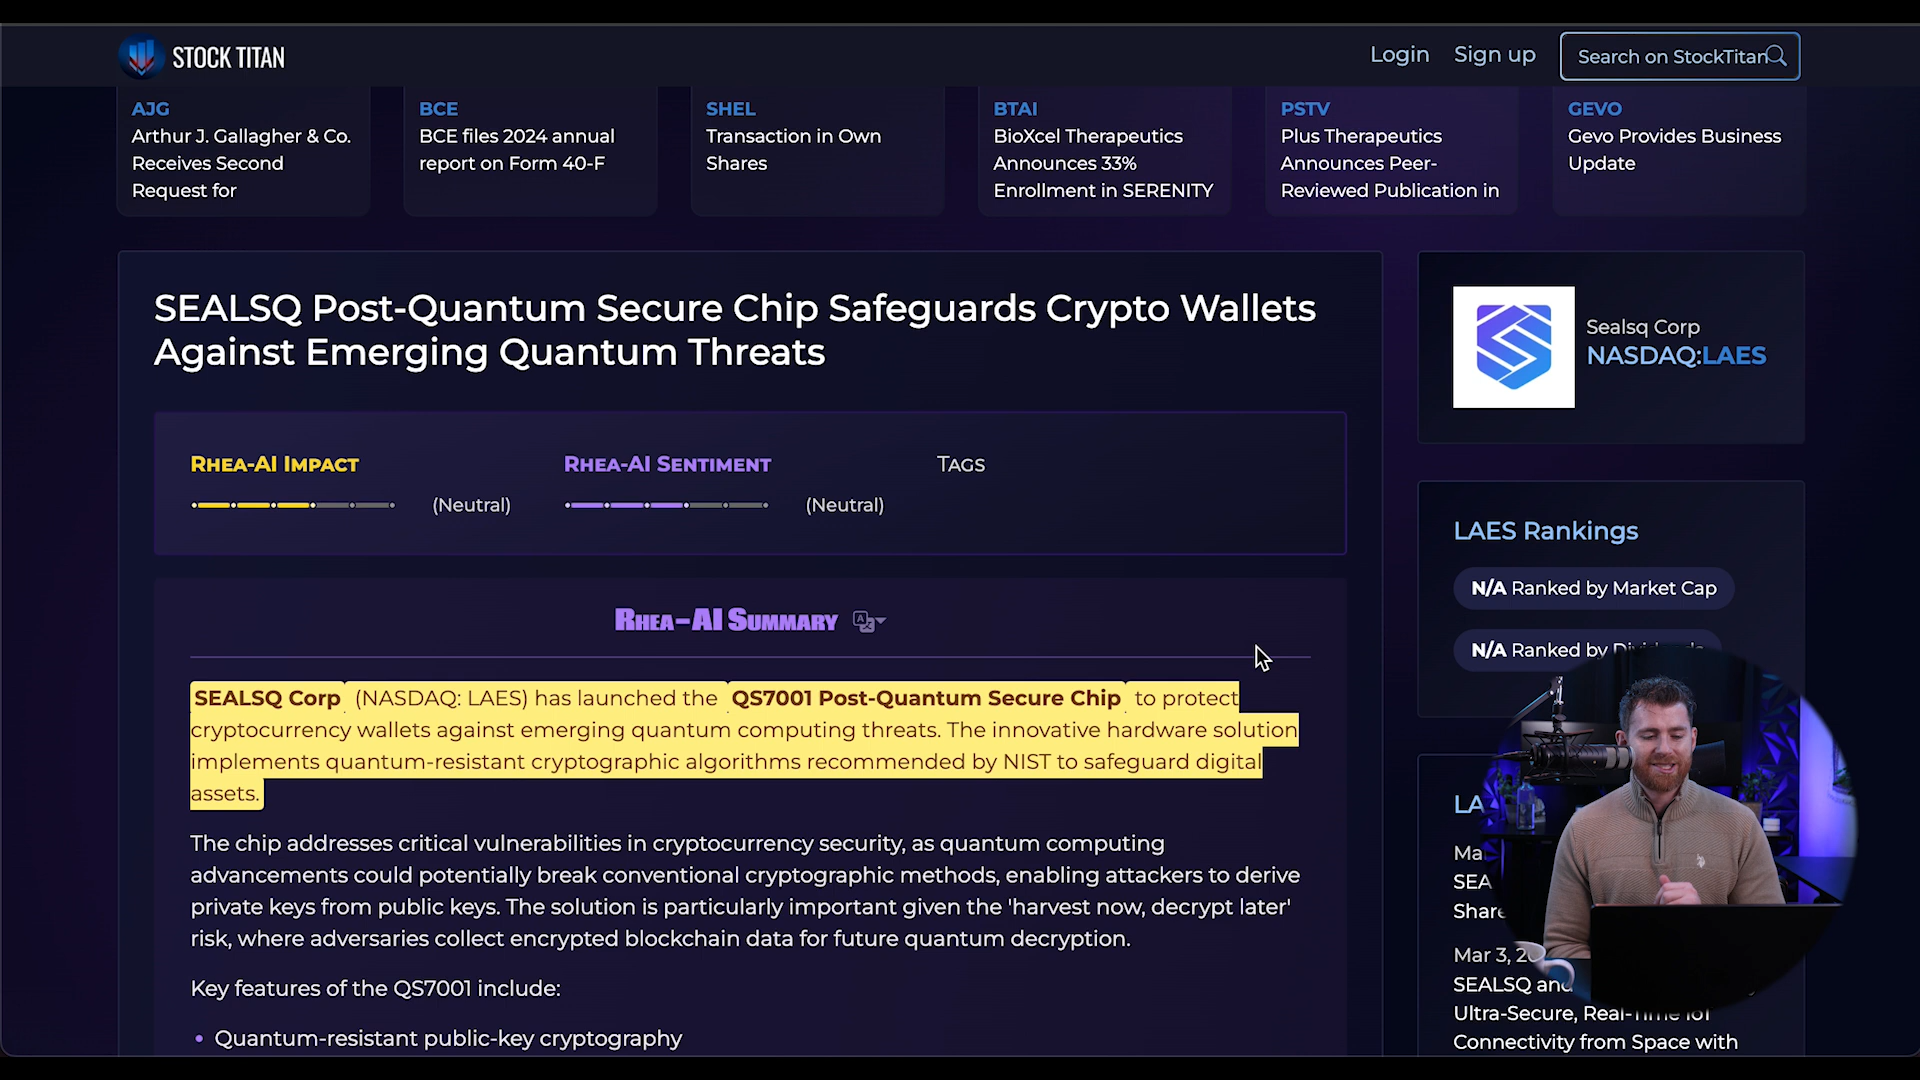 STOCK TITAN
Login
Sign up
Search on StockTitan
AJG
Arthur J. Gallagher & Co.
Receives Second
Request for
BCE
BCE files 2024 annual
report on Form 40-F
SHEL
Transaction in Own
Shares
BTAI
BioXcel Therapeutics
Announces 33%
Enrollment in SERENITY
PSTV
Plus Therapeutics
Announces Peer-
Reviewed Publication in
GEVO
Gevo Provides Business
Update
SEALSQ Post-Quantum Secure Chip Safeguards Crypto Wallets
Against Emerging Quantum Threats
RHEA-AI IMPACT
(Neutral)
RHEA-AI SENTIMENT
(Neutral)
TAGS
RHEA-AI SUMMARY
SEALSQ Corp (NASDAQ: LAES) has launched the QS7001 Post-Quantum Secure Chip to protect
cryptocurrency wallets against emerging quantum computing threats. The innovative hardware solution
implements quantum-resistant cryptographic algorithms recommended by NIST to safeguard digital
assets.
The chip addresses critical vulnerabilities in cryptocurrency security, as quantum computing
advancements could potentially break conventional cryptographic methods, enabling attackers to derive
private keys from public keys. The solution is particularly important given the 'harvest now, decrypt later'
risk, where adversaries collect encrypted blockchain data for future quantum decryption.
Key features of the QS7001 include:
• Quantum-resistant public-key cryptography
Sealsq Corp
NASDAQ:LAES
LAES Rankings
N/A Ranked by Market Cap
N/A Ranked by
Mar 3,
SEALSQ and
Ultra-Secure, Real-Time IoT
Connectivity from Space with